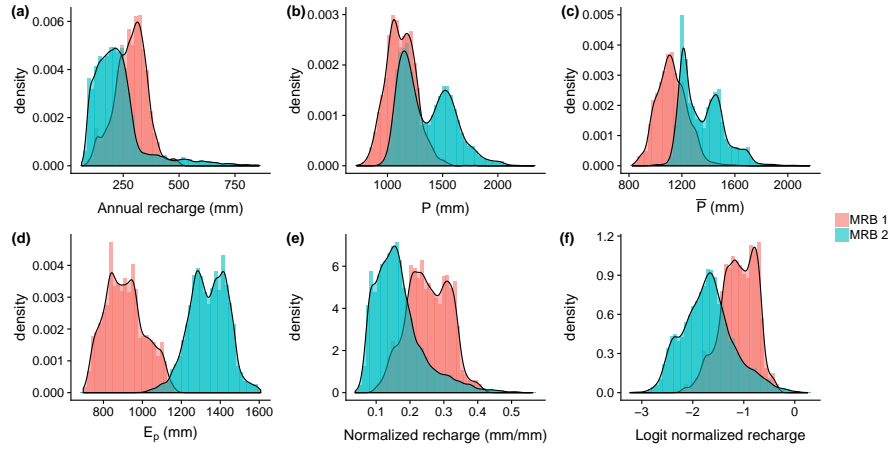 (a)
0.006
0.004
0.002
0.000
density
250
500
750
Annual recharge (mm)
(b)
0.003
0.002
0.001
0.000
density
1000
1500
2000
P (mm)
(c)
0.005
0.004
0.003
0.002
0.001
0.000
density
800
1200
1600
2000
P̅ (mm)
MRB 1
MRB 2
(d)
0.004
0.003
0.002
0.001
0.000
density
800
1000
1200
1400
1600
Eₚ (mm)
(e)
6
4
2
0
density
0.1
0.2
0.3
0.4
0.5
Normalized recharge (mm/mm)
(f)
1.2
0.9
0.6
0.3
0.0
density
−3
−2
−1
0
Logit normalized recharge